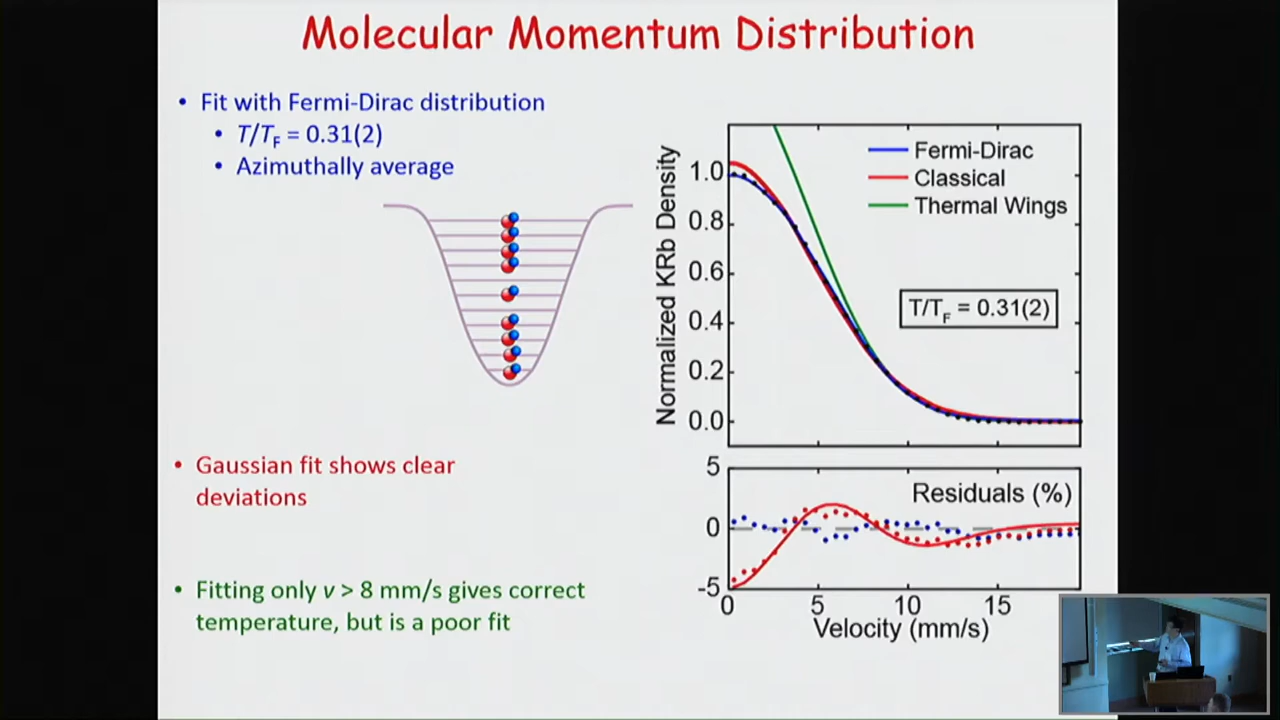 Molecular Momentum Distribution
• Fit with Fermi-Dirac distribution
• T/TF = 0.31(2)
• Azimuthally average
• Gaussian fit shows clear
deviations
• Fitting only v > 8 mm/s gives correct
temperature, but is a poor fit
Normalized KRb Density
1.0
0.8
0.6
0.4
0.2
0.0
Fermi-Dirac
Classical
Thermal Wings
T/TF = 0.31(2)
5
0
-5
Residuals (%)
0 5 10 15
Velocity (mm/s)